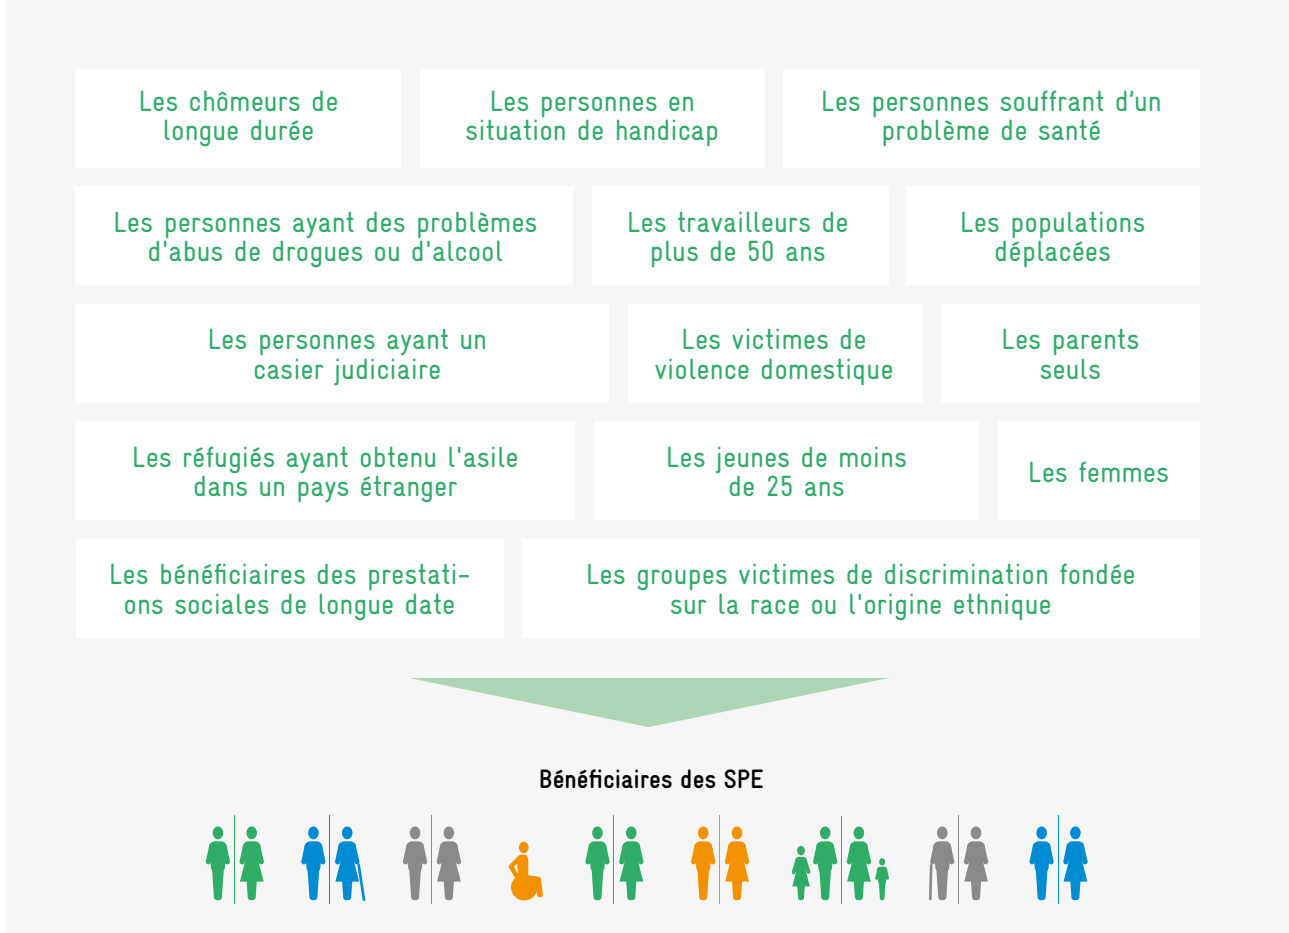 Les chômeurs de
longue durée
Les personnes en
situation de handicap
Les personnes souffrant d’un
problème de santé
Les personnes ayant des problèmes
d'abus de drogues ou d'alcool
Les travailleurs de
plus de 50 ans
Les populations
déplacées
Les personnes ayant un
casier judiciaire
Les victimes de
violence domestique
Les parents
seuls
Les réfugiés ayant obtenu l'asile
dans un pays étranger
Les jeunes de moins
de 25 ans
Les femmes
Les bénéficiaires des prestati-
ons sociales de longue date
Les groupes victimes de discrimination fondée
sur la race ou l'origine ethnique
Bénéficiaires des SPE